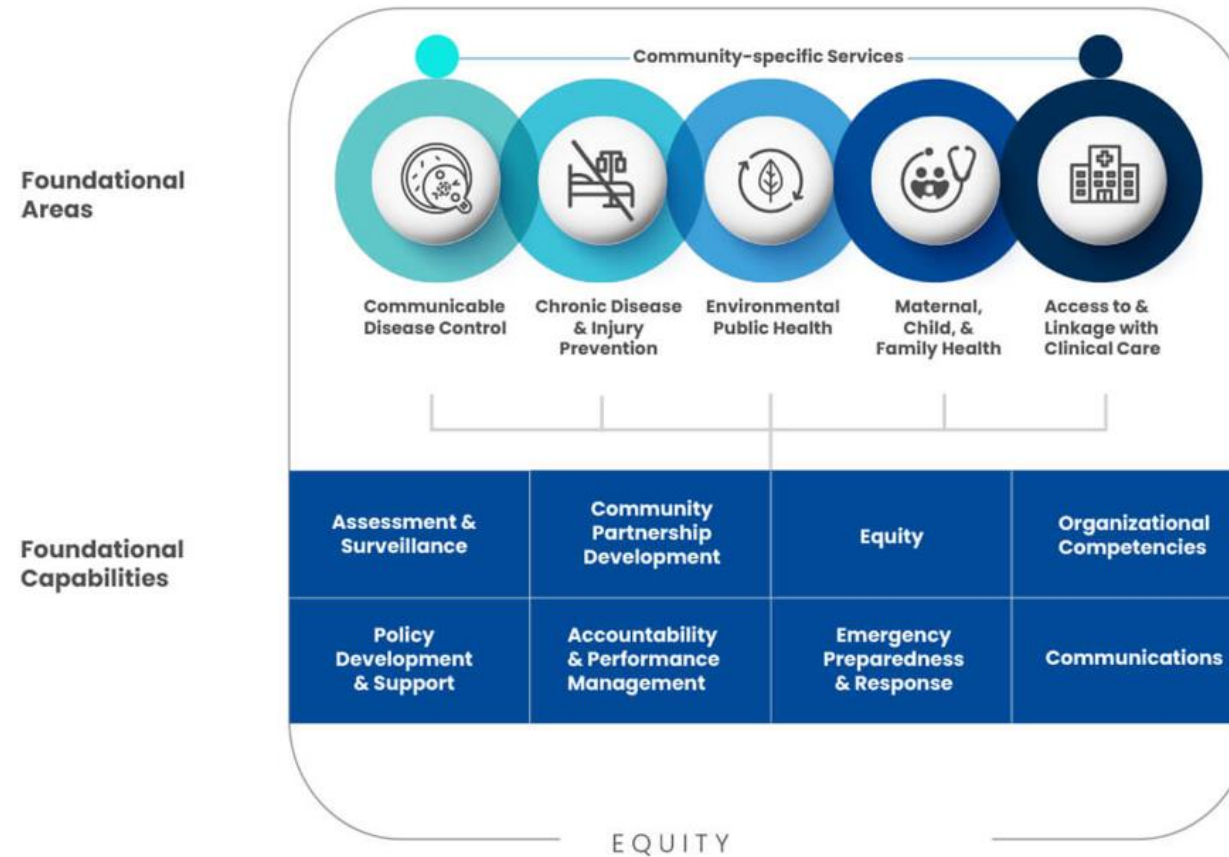 Community-specific Services
Foundational
Areas
Communicable
Disease Control
Chronic Disease
& Injury
Prevention
Environmental
Public Health
Maternal,
Child, &
Family Health
Access to &
Linkage with
Clinical Care
Foundational
Capabilities
Assessment &
Surveillance
Community
Partnership
Development
Equity
Organizational
Competencies
Policy
Development
& Support
Accountability
& Performance
Management
Emergency
Preparedness
& Response
Communications
EQUITY